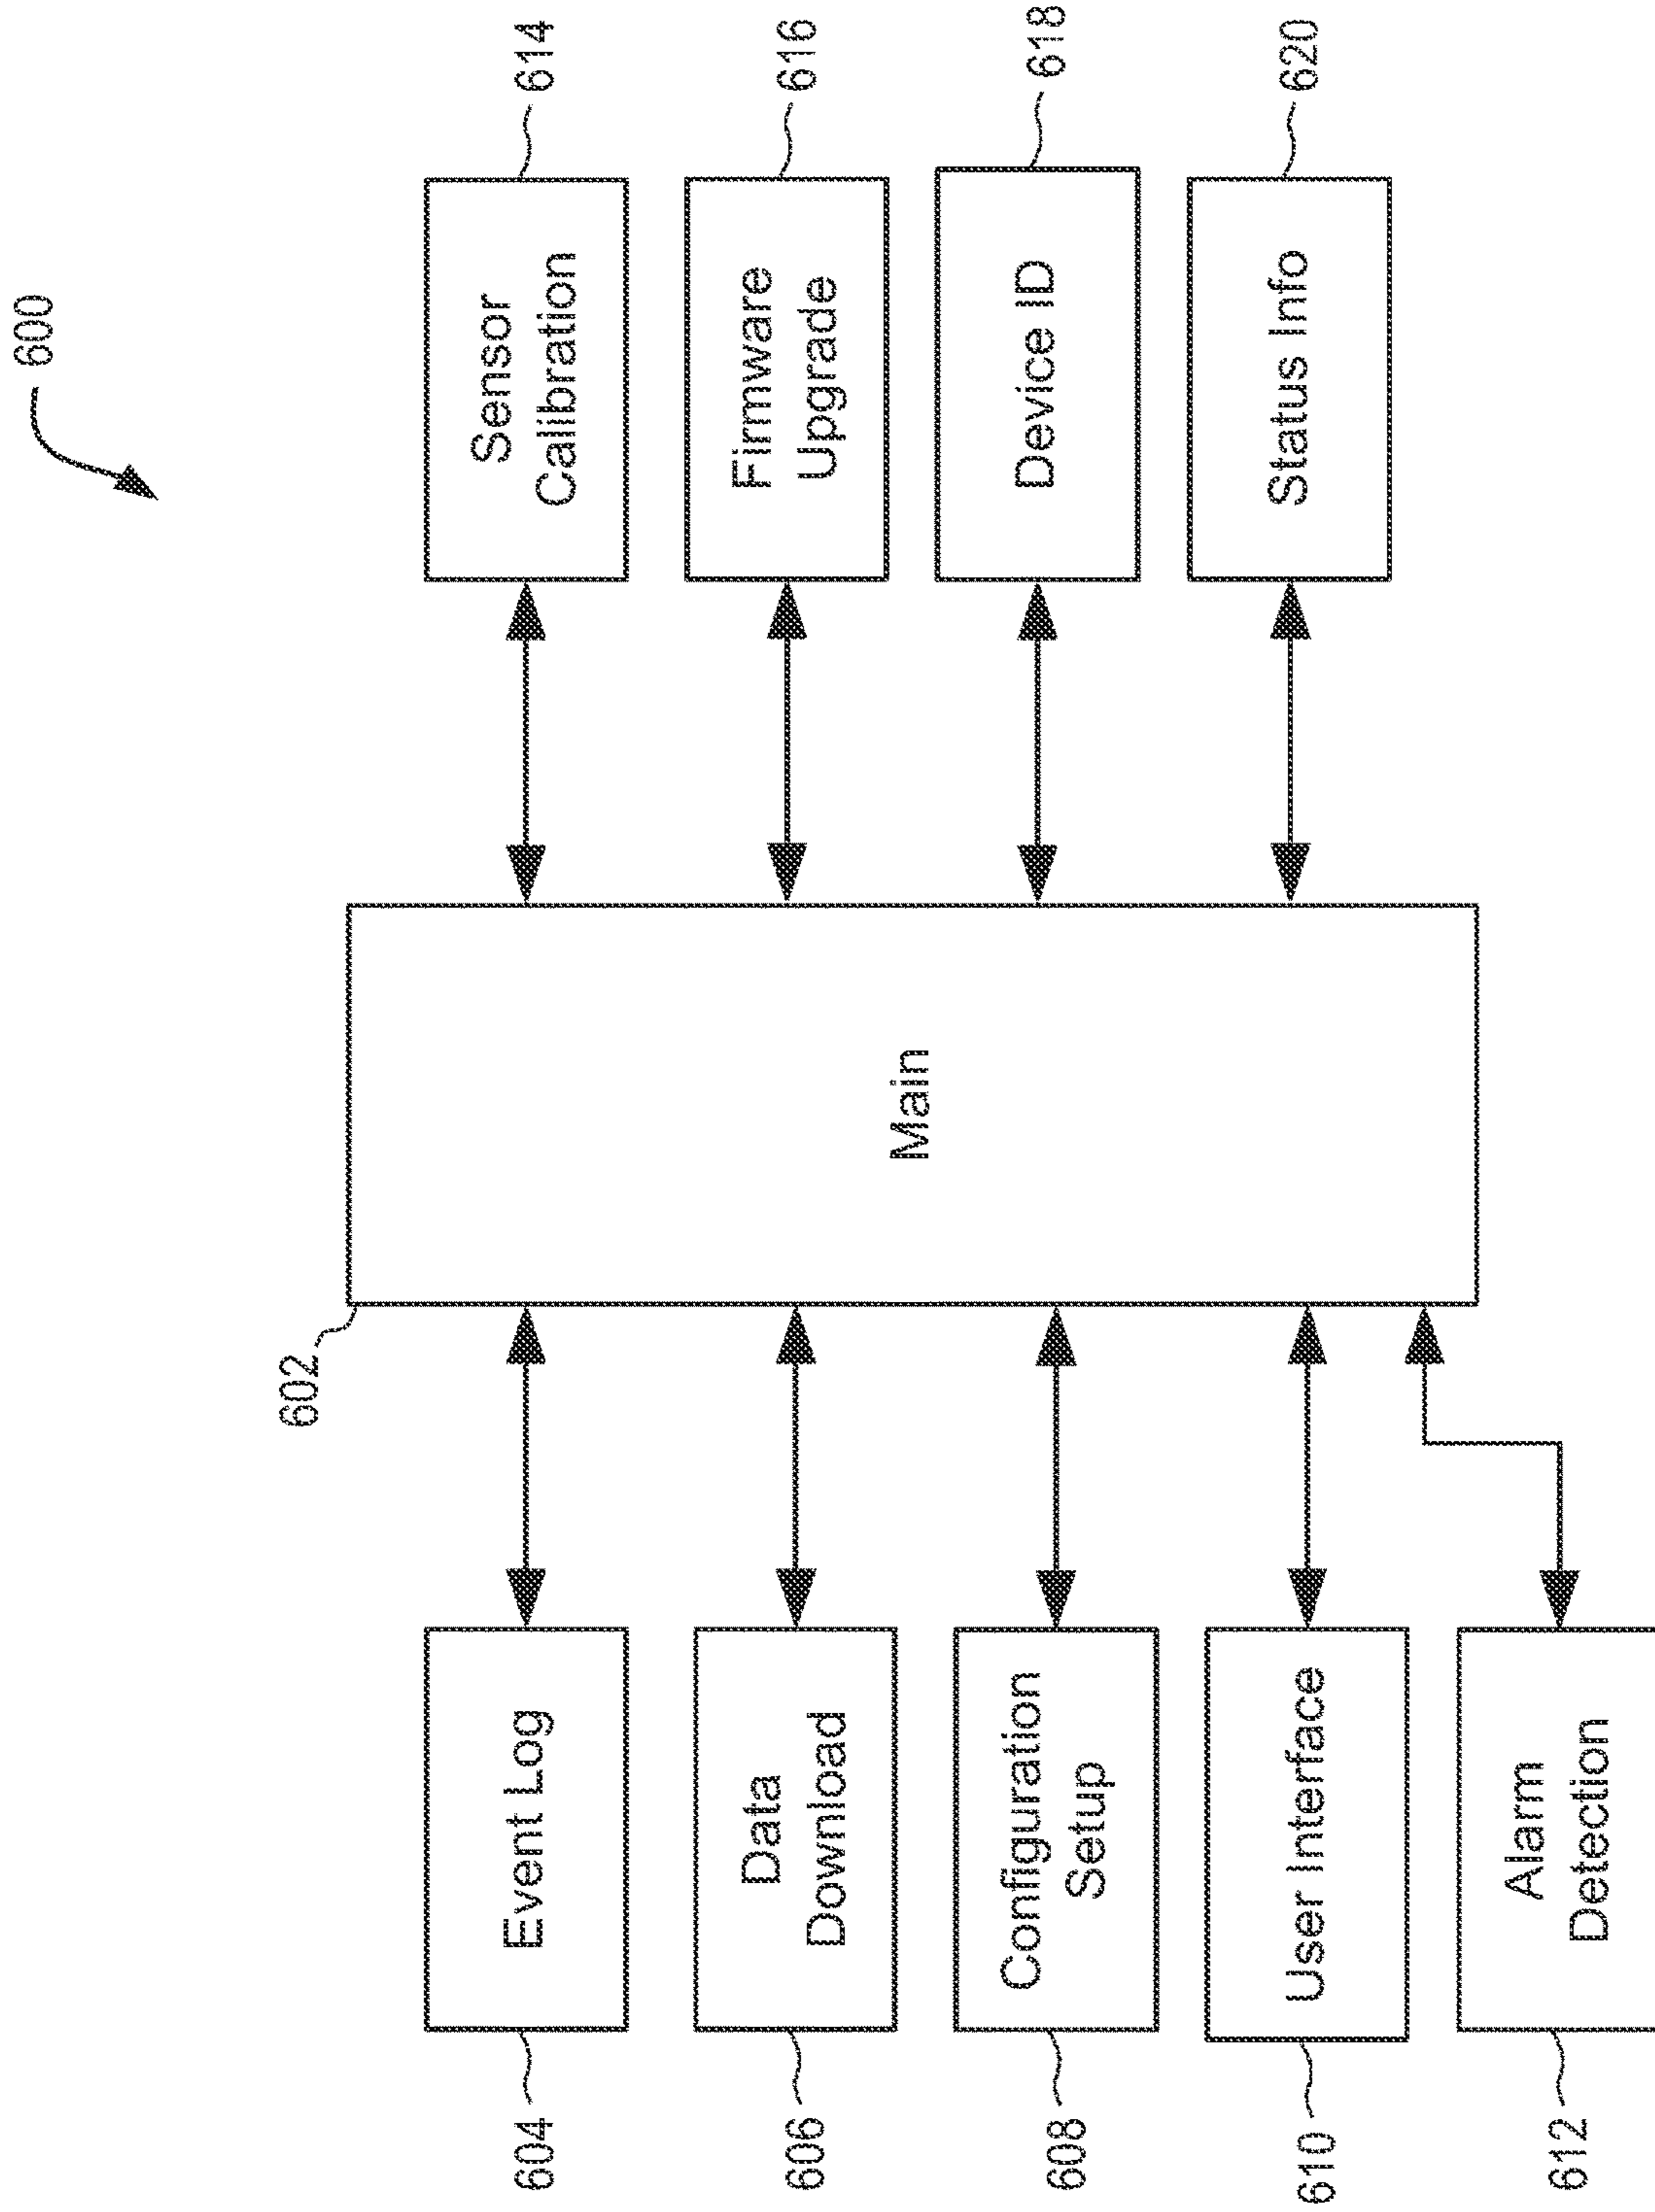 600
602
Main
604
Event Log
606
Data
Download
608
Configuration
Setup
610
User Interface
612
Alarm
Detection
614
Sensor
Calibration
616
Firmware
Upgrade
618
Device ID
620
Status Info